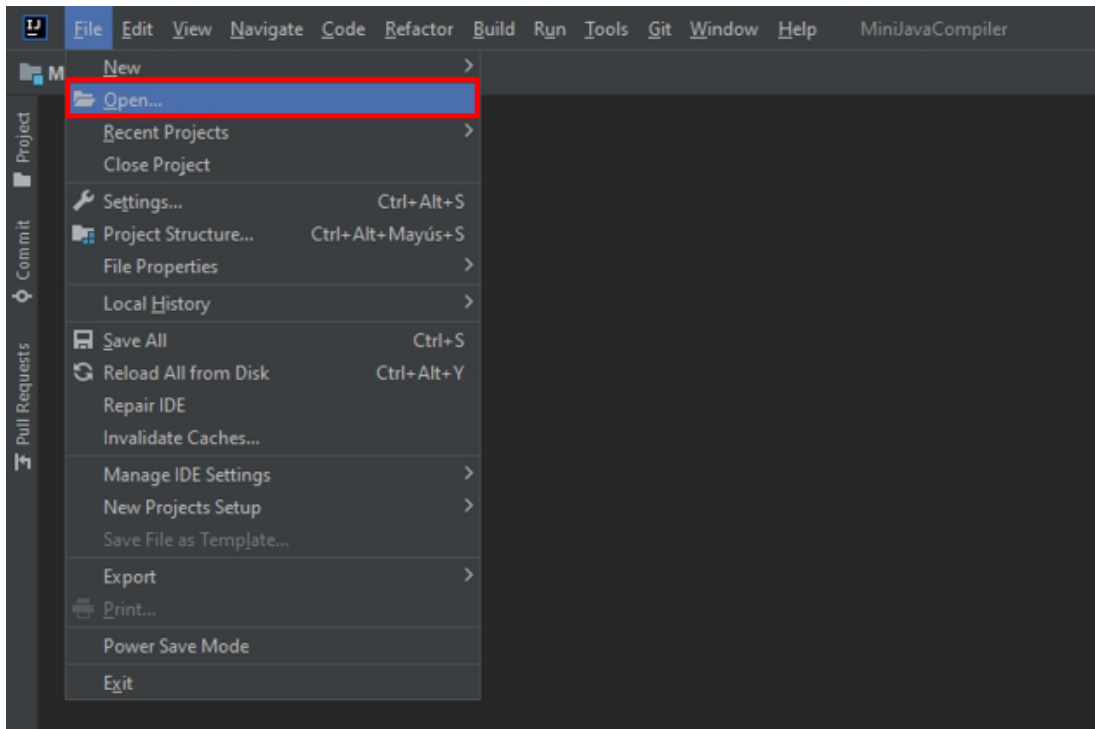 IJ File Edit View Navigate Code Refactor Build Run Tools Git Window Help MiniJavaCompiler
M
New
Open...
Recent Projects
Close Project
Settings... Ctrl+Alt+S
Project Structure... Ctrl+Alt+Mayús+S
File Properties
Local History
Save All Ctrl+S
Reload All from Disk Ctrl+Alt+Y
Repair IDE
Invalidate Caches...
Manage IDE Settings
New Projects Setup
Save File as Template...
Export
Print...
Power Save Mode
Exit
Project
Commit
Pull Requests